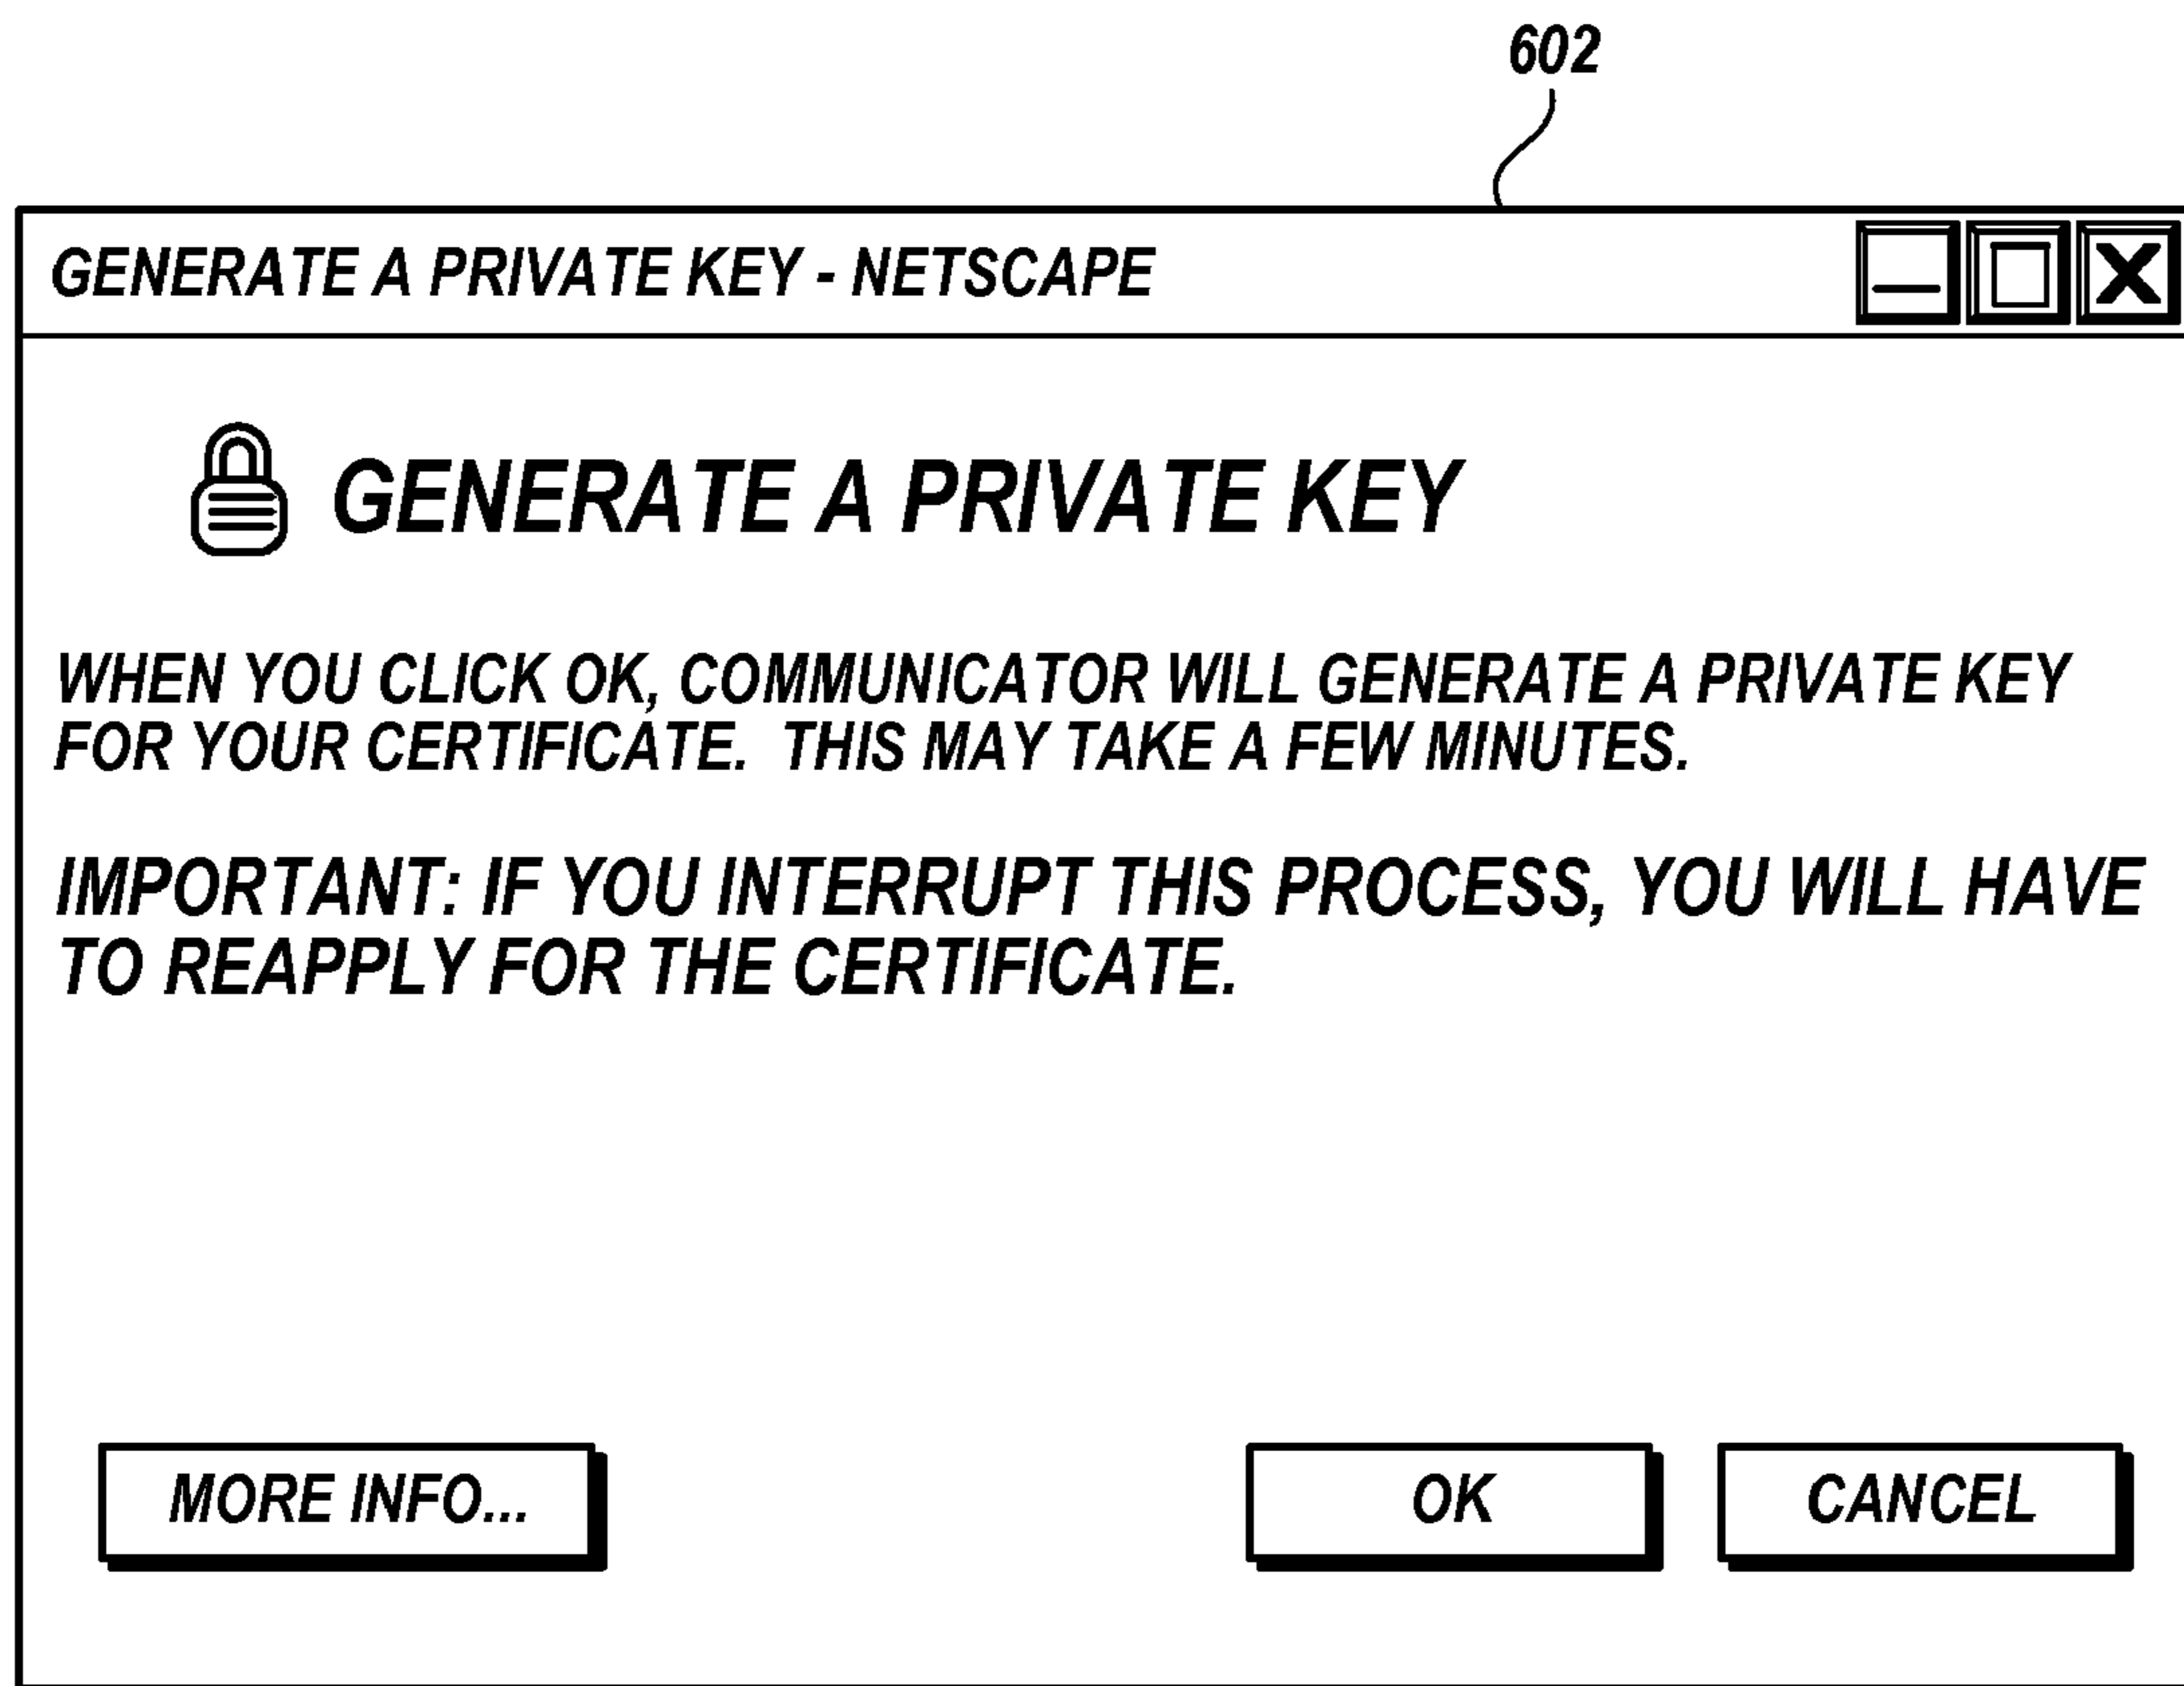 602
GENERATE A PRIVATE KEY - NETSCAPE
GENERATE A PRIVATE KEY
WHEN YOU CLICK OK, COMMUNICATOR WILL GENERATE A PRIVATE KEY
FOR YOUR CERTIFICATE. THIS MAY TAKE A FEW MINUTES.
IMPORTANT: IF YOU INTERRUPT THIS PROCESS, YOU WILL HAVE
TO REAPPLY FOR THE CERTIFICATE.
MORE INFO... OK CANCEL